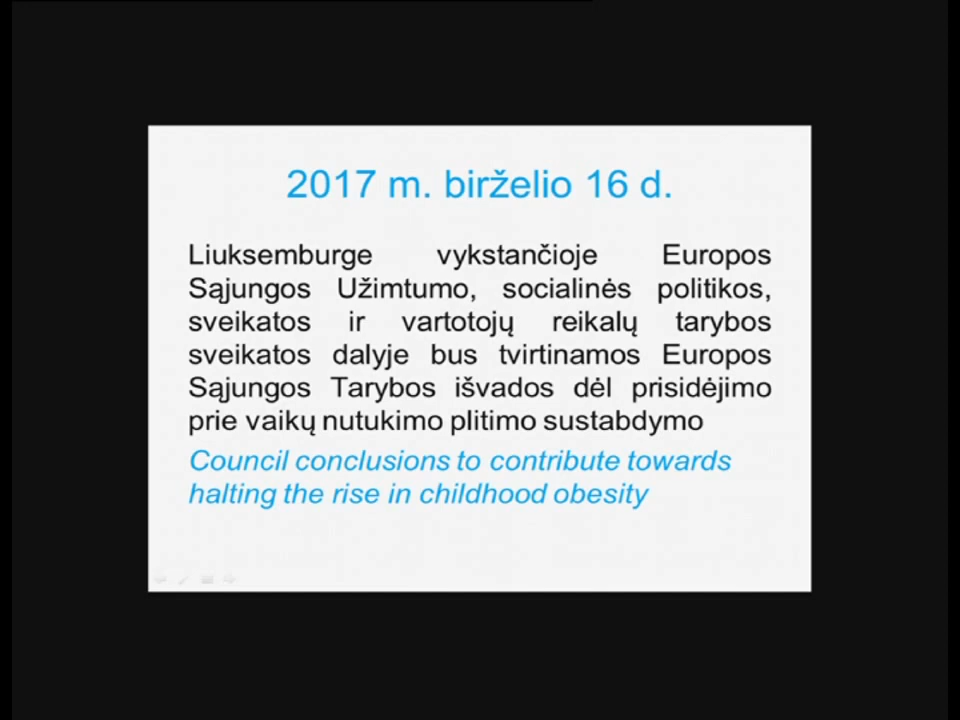 2017 m. birželio 16 d.
Liuksemburge vykstančioje Europos
Sąjungos Užimtumo, socialinės politikos,
sveikatos ir vartotojų reikalų tarybos
sveikatos dalyje bus tvirtinamos Europos
Sąjungos Tarybos išvados dėl prisidėjimo
prie vaikų nutukimo plitimo sustabdymo
Council conclusions to contribute towards
halting the rise in childhood obesity